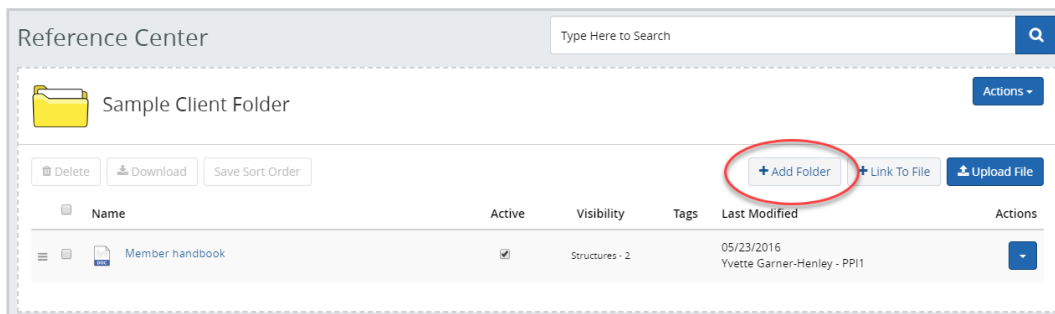 Reference Center
Type Here to Search
Sample Client Folder
Actions
Delete Download Save Sort Order + Add Folder + Link To File Upload File
Name Active Visibility Tags Last Modified Actions
DOC Member handbook Structures - 2 05/23/2016
Yvette Garner-Henley - PPI1